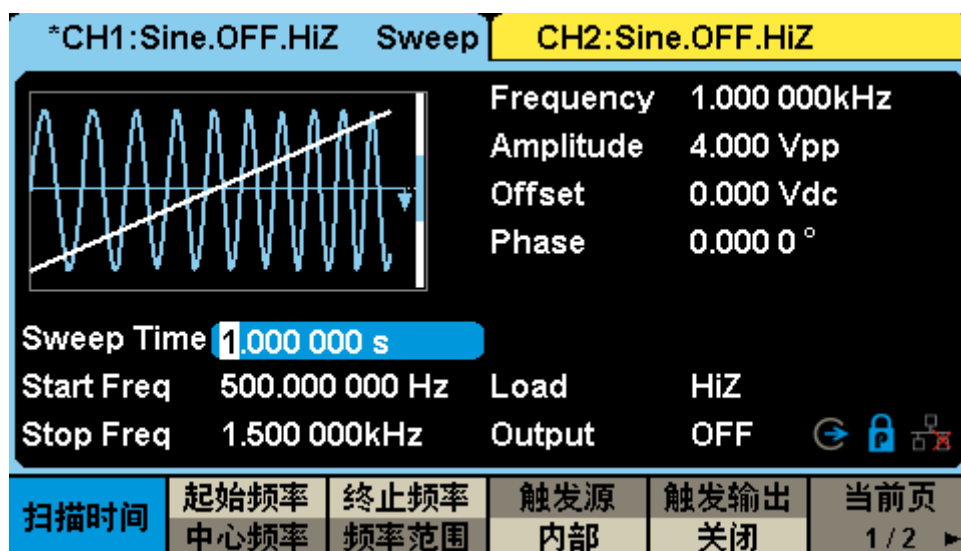 *CH1:Sine.OFF.HiZ Sweep CH2:Sine.OFF.HiZ
Frequency 1.000 000kHz
Amplitude 4.000 Vpp
Offset 0.000 Vdc
Phase 0.000 0°
Sweep Time 1.000 000 s
Start Freq 500.000 000 Hz Load HiZ
Stop Freq 1.500 000kHz Output OFF
扫描时间 起始频率 终止频率 触发源 触发输出 当前页
中心频率 频率范围 内部 关闭 1/2